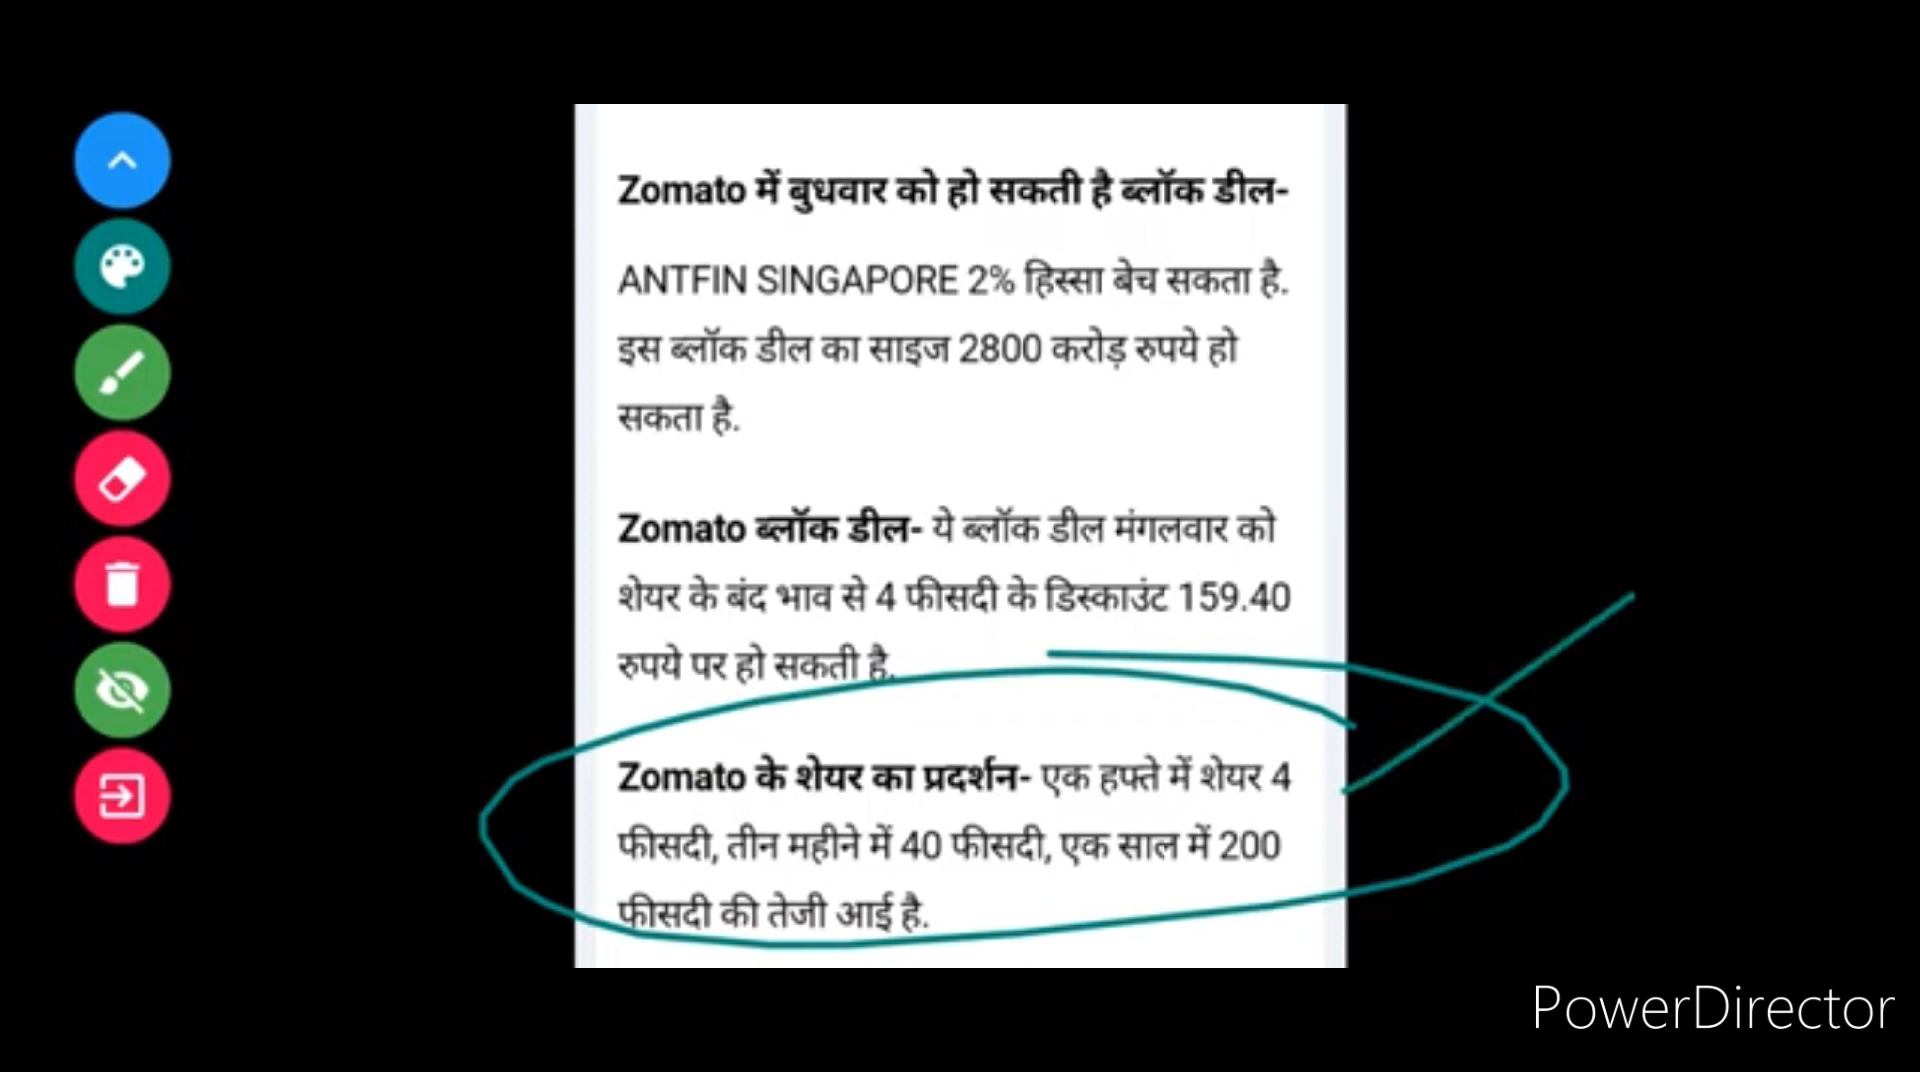 Zomato में बुधवार को हो सकती है ब्लॉक डील-
ANTFIN SINGAPORE 2% हिस्सा बेच सकता है.
इस ब्लॉक डील का साइज 2800 करोड़ रुपये हो
सकता है.
Zomato ब्लॉक डील- ये ब्लॉक डील मंगलवार को
शेयर के बंद भाव से 4 फीसदी के डिस्काउंट 159.40
रुपये पर हो सकती है.
Zomato के शेयर का प्रदर्शन- एक हफ्ते में शेयर 4
फीसदी, तीन महीने में 40 फीसदी, एक साल में 200
फीसदी की तेजी आई है.
PowerDirector